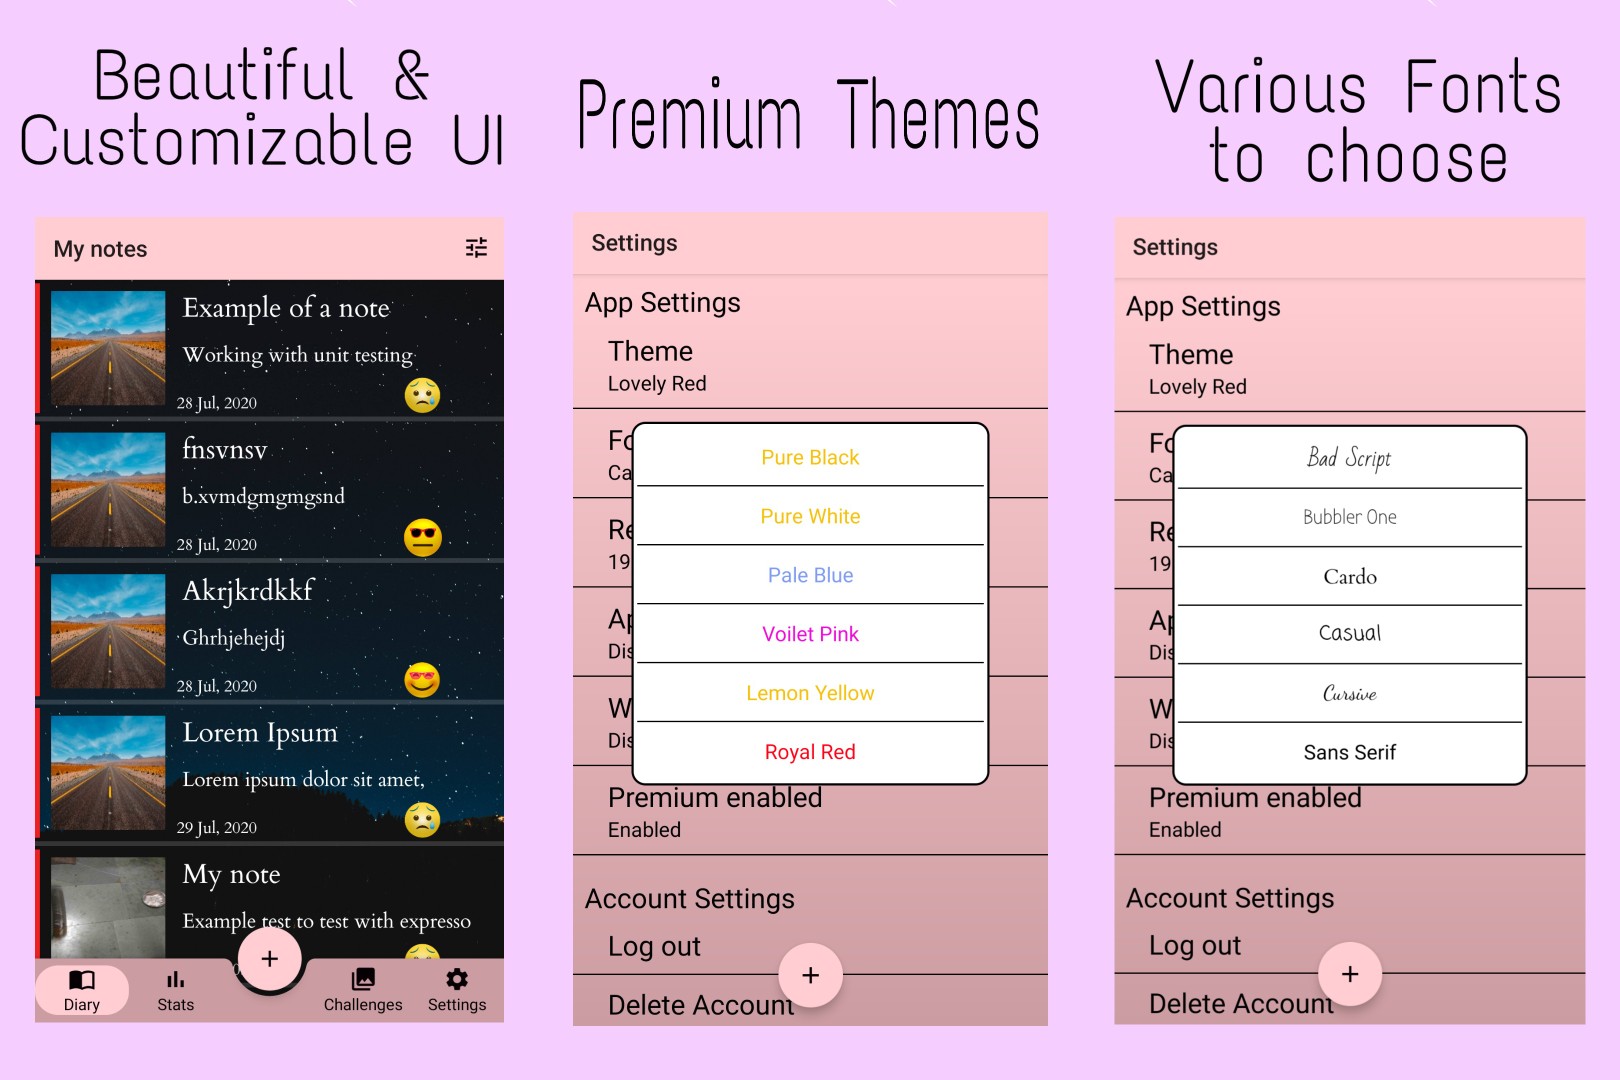 Beautiful &
Customizable UI
My notes
Example of a note
Working with unit testing
28 Jul, 2020
fnsvnsv
b.xvmdgmgmgsnd
28 Jul, 2020
Akrjkrdkkf
Ghrhjehejdj
28 Jul, 2020
Lorem Ipsum
Lorem ipsum dolor sit amet,
29 Jul, 2020
My note
Example test to test with expresso
+
Diary
Stats
Challenges
Settings
Premium Themes
Settings
App Settings
Theme
Lovely Red
Fo
Ca
Re
19
Ap
Dis
W
Dis
Pure Black
Pure White
Pale Blue
Voilet Pink
Lemon Yellow
Royal Red
Premium enabled
Enabled
Account Settings
Log out
+
Delete Account
Various Fonts
to choose
Settings
App Settings
Theme
Lovely Red
Fo
Ca
Re
19
Ap
Dis
W
Dis
Bad Script
Bubbler One
Cardo
Casual
Cursive
Sans Serif
Premium enabled
Enabled
Account Settings
Log out
+
Delete Account